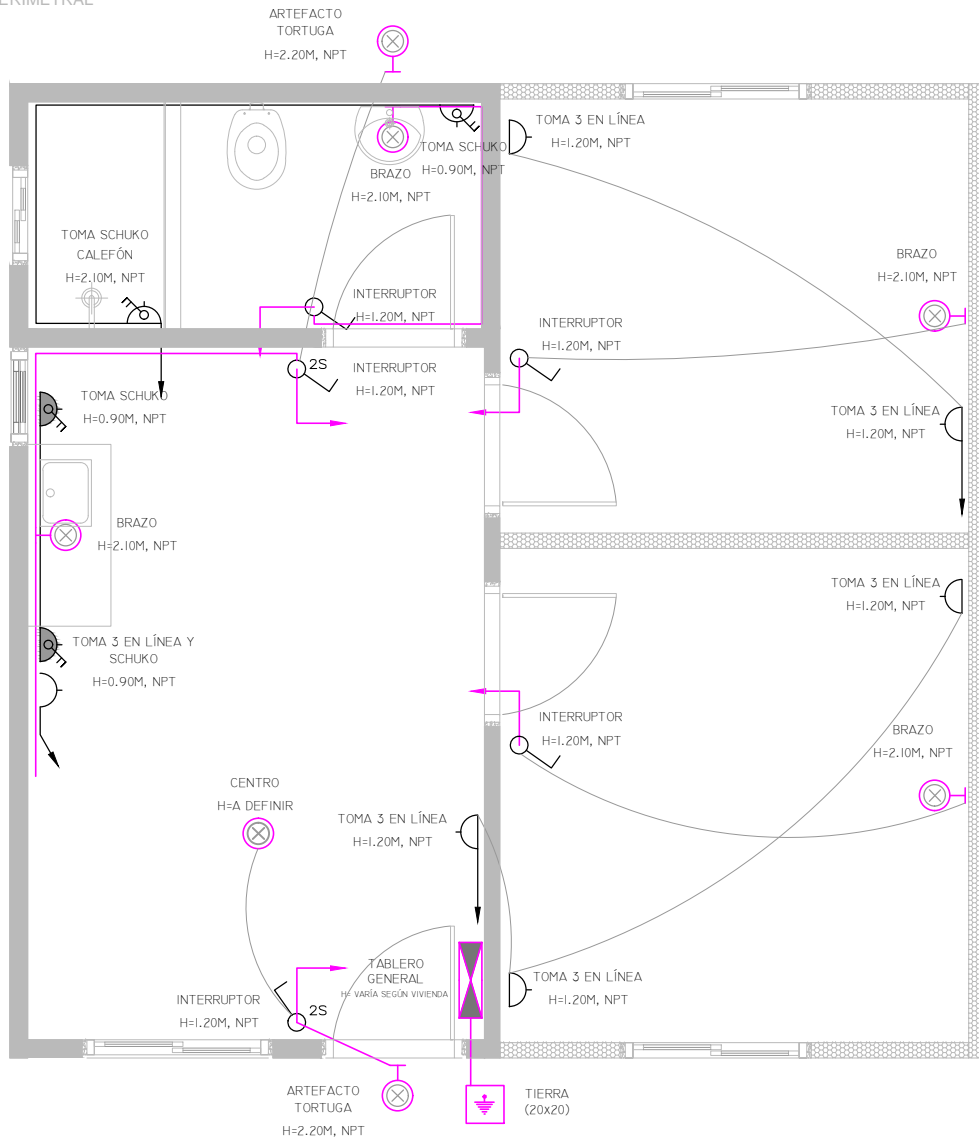 ERIMETRAL
ARTEFACTO
TORTUGA
H=2.20M, NPT
TOMA 3 EN LÍNEA
H=1.20M, NPT
TOMA SCHUKO
H=0.90M, NPT
BRAZO
H=2.10M, NPT
TOMA SCHUKO
CALEFÓN
H=2.10M, NPT
BRAZO
H=2.10M, NPT
INTERRUPTOR
H=1.20M, NPT
INTERRUPTOR
H=1.20M, NPT
2S
INTERRUPTOR
H=1.20M, NPT
TOMA SCHUKO
H=0.90M, NPT
TOMA 3 EN LÍNEA
H=1.20M, NPT
BRAZO
H=2.10M, NPT
TOMA 3 EN LÍNEA
H=1.20M, NPT
TOMA 3 EN LÍNEA Y
SCHUKO
H=0.90M, NPT
INTERRUPTOR
H=1.20M, NPT
BRAZO
H=2.10M, NPT
CENTRO
H=A DEFINIR
TOMA 3 EN LÍNEA
H=1.20M, NPT
TABLERO
GENERAL
H= VARÍA SEGÚN VIVIENDA
TOMA 3 EN LÍNEA
H=1.20M, NPT
INTERRUPTOR
H=1.20M, NPT
2S
ARTEFACTO
TORTUGA
H=2.20M, NPT
TIERRA
(20x20)